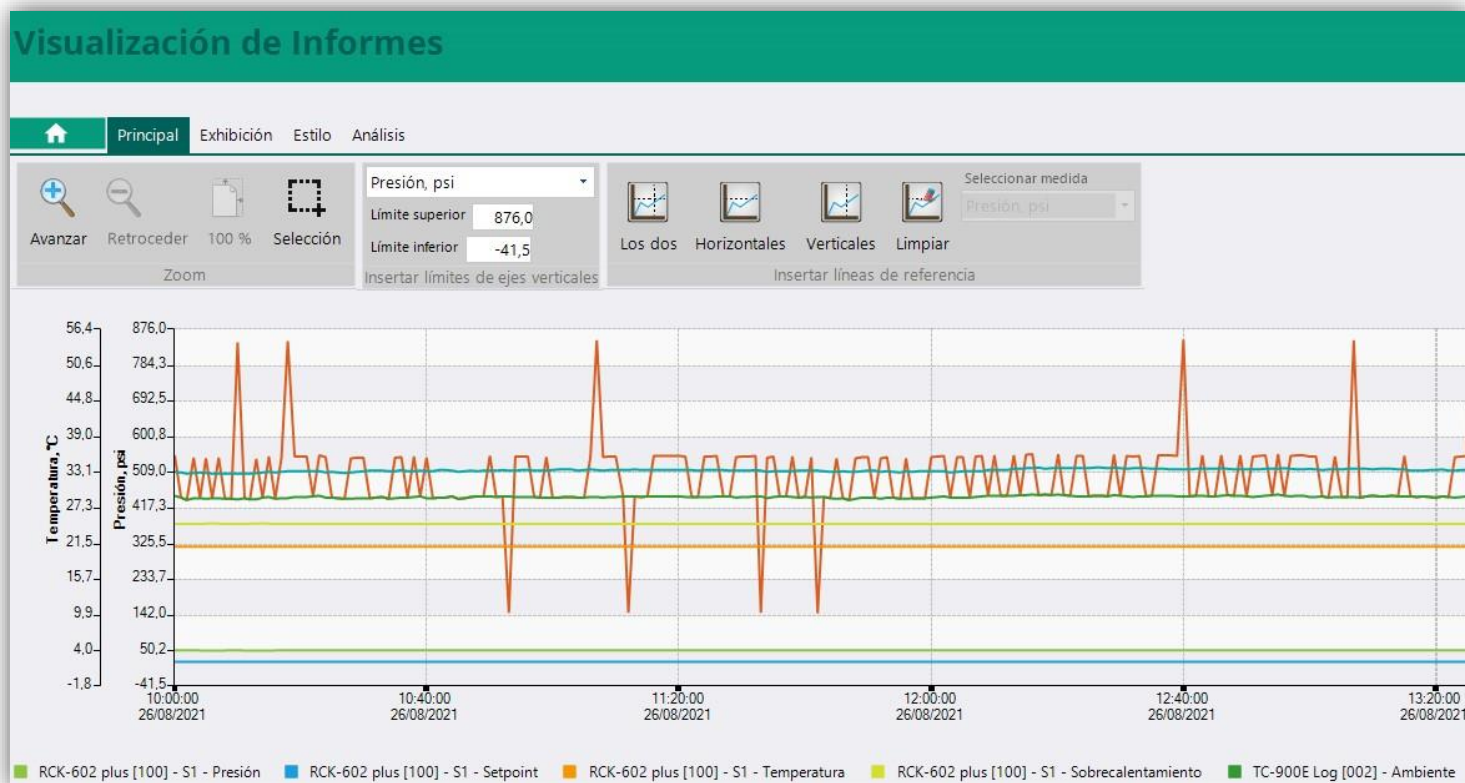 Visualización de Informes
Principal Exhibición Estilo Análisis
Presión, psi
Seleccionar medida
Presión, psi
Límite superior 876,0
Límite inferior -41,5
Avanzar Retroceder 100 % Selección
Los dos Horizontales Verticales Limpiar
Zoom
Insertar límites de ejes verticales
Insertar líneas de referencia
Temperatura,°C
56,4
50,6
44,8
39,0
33,1
27,3
21,5
15,7
9,9
4,0
-1,8
Presión,psi
876,0
784,3
692,5
600,8
509,0
417,3
325,5
233,7
142,0
50,2
-41,5
10:00:00 10:40:00 11:20:00 12:00:00 12:40:00 13:20:00
26/08/2021 26/08/2021 26/08/2021 26/08/2021 26/08/2021 26/08/2021
RCK-602 plus [100] - S1 - Presión RCK-602 plus [100] - S1 - Setpoint RCK-602 plus [100] - S1 - Temperatura RCK-602 plus [100] - S1 - Sobrecalentamiento TC-900E Log [002] - Ambiente